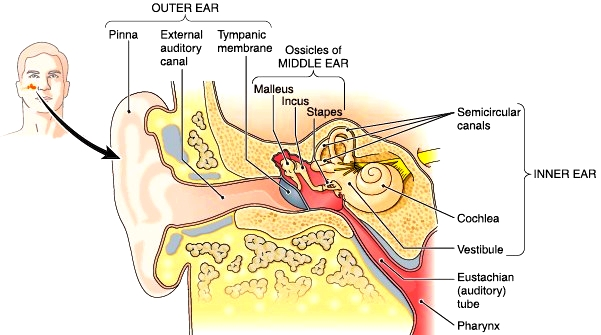 OUTER EAR
Pinna
External
auditory
canal
Tympanic
membrane
Ossicles of
MIDDLE EAR
Malleus
Incus
Stapes
Semicircular
canals
INNER EAR
Cochlea
Vestibule
Eustachian
(auditory)
tube
Pharynx